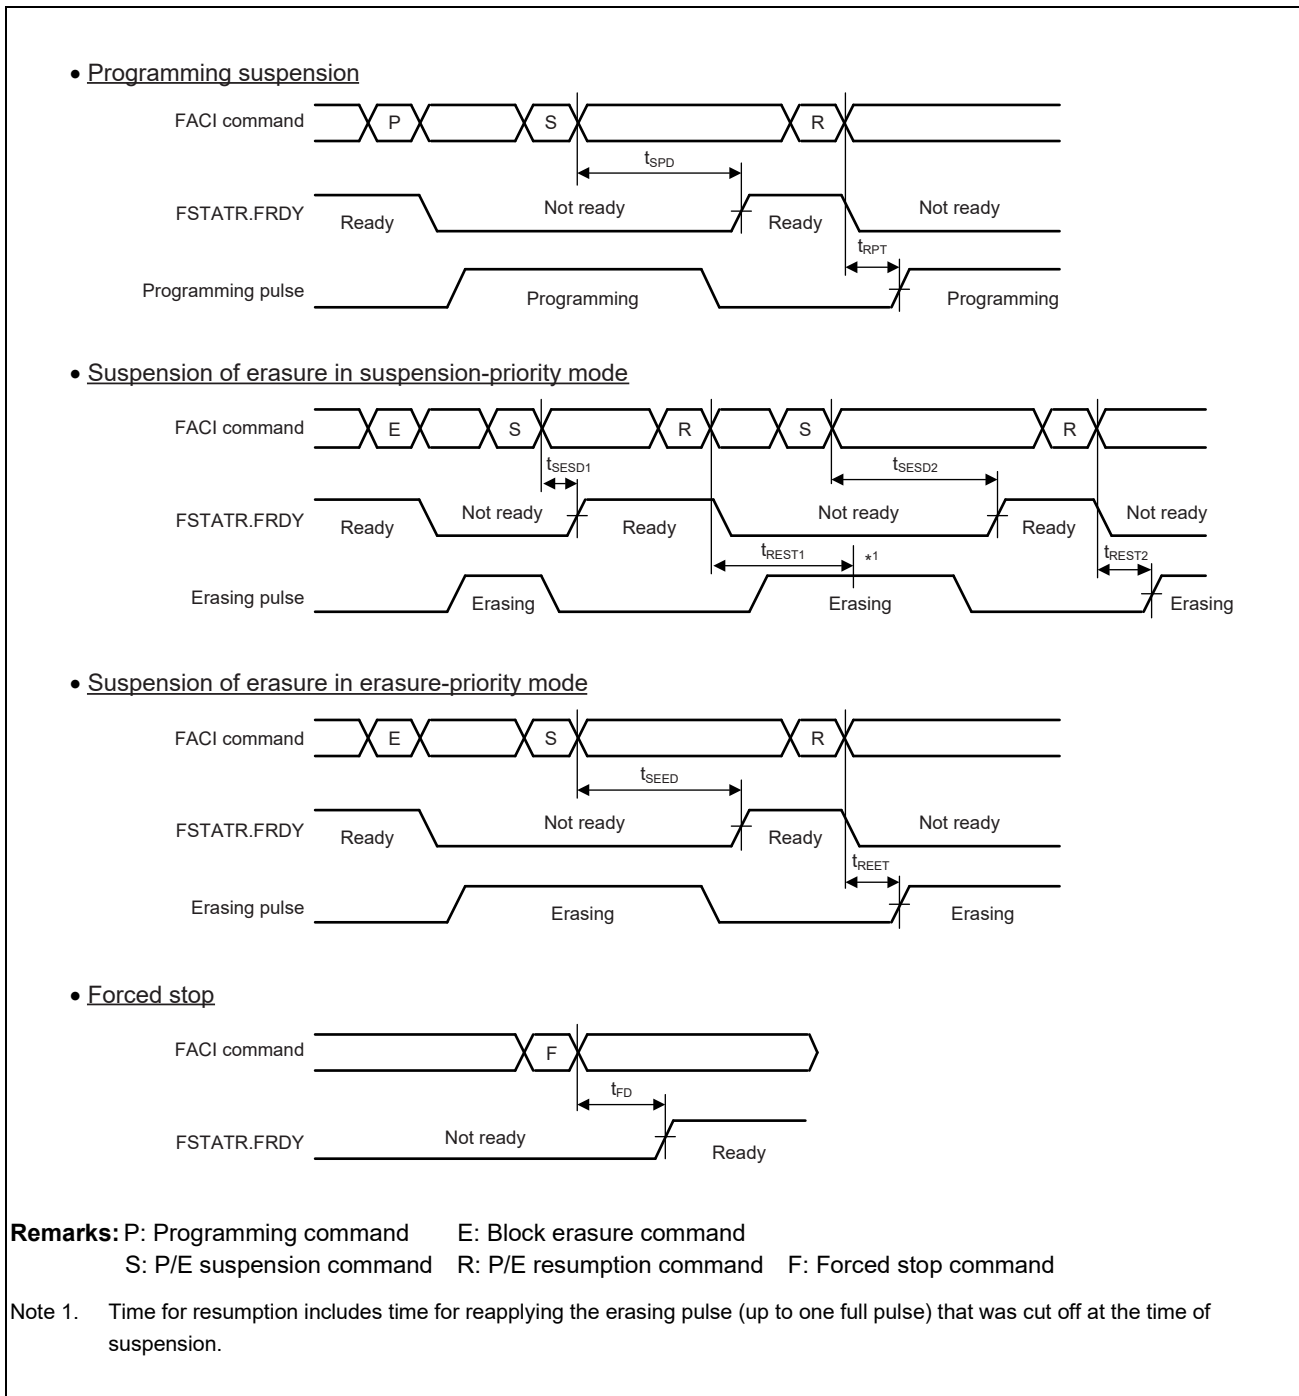 • Programming suspension
FACI command
P
S
R
tSPD
FSTATR.FRDY
Ready
Not ready
Ready
Not ready
tRPT
Programming pulse
Programming
Programming
• Suspension of erasure in suspension-priority mode
FACI command
E
S
R
S
R
tSESD1
tSESD2
FSTATR.FRDY
Ready
Not ready
Ready
Not ready
Ready
Not ready
tREST1
*1
tREST2
Erasing pulse
Erasing
Erasing
Erasing
• Suspension of erasure in erasure-priority mode
FACI command
E
S
R
tSEED
FSTATR.FRDY
Ready
Not ready
Ready
Not ready
tREET
Erasing pulse
Erasing
Erasing
• Forced stop
FACI command
F
tFD
FSTATR.FRDY
Not ready
Ready
Remarks: P: Programming command E: Block erasure command
S: P/E suspension command R: P/E resumption command F: Forced stop command
Note 1. Time for resumption includes time for reapplying the erasing pulse (up to one full pulse) that was cut off at the time of
suspension.